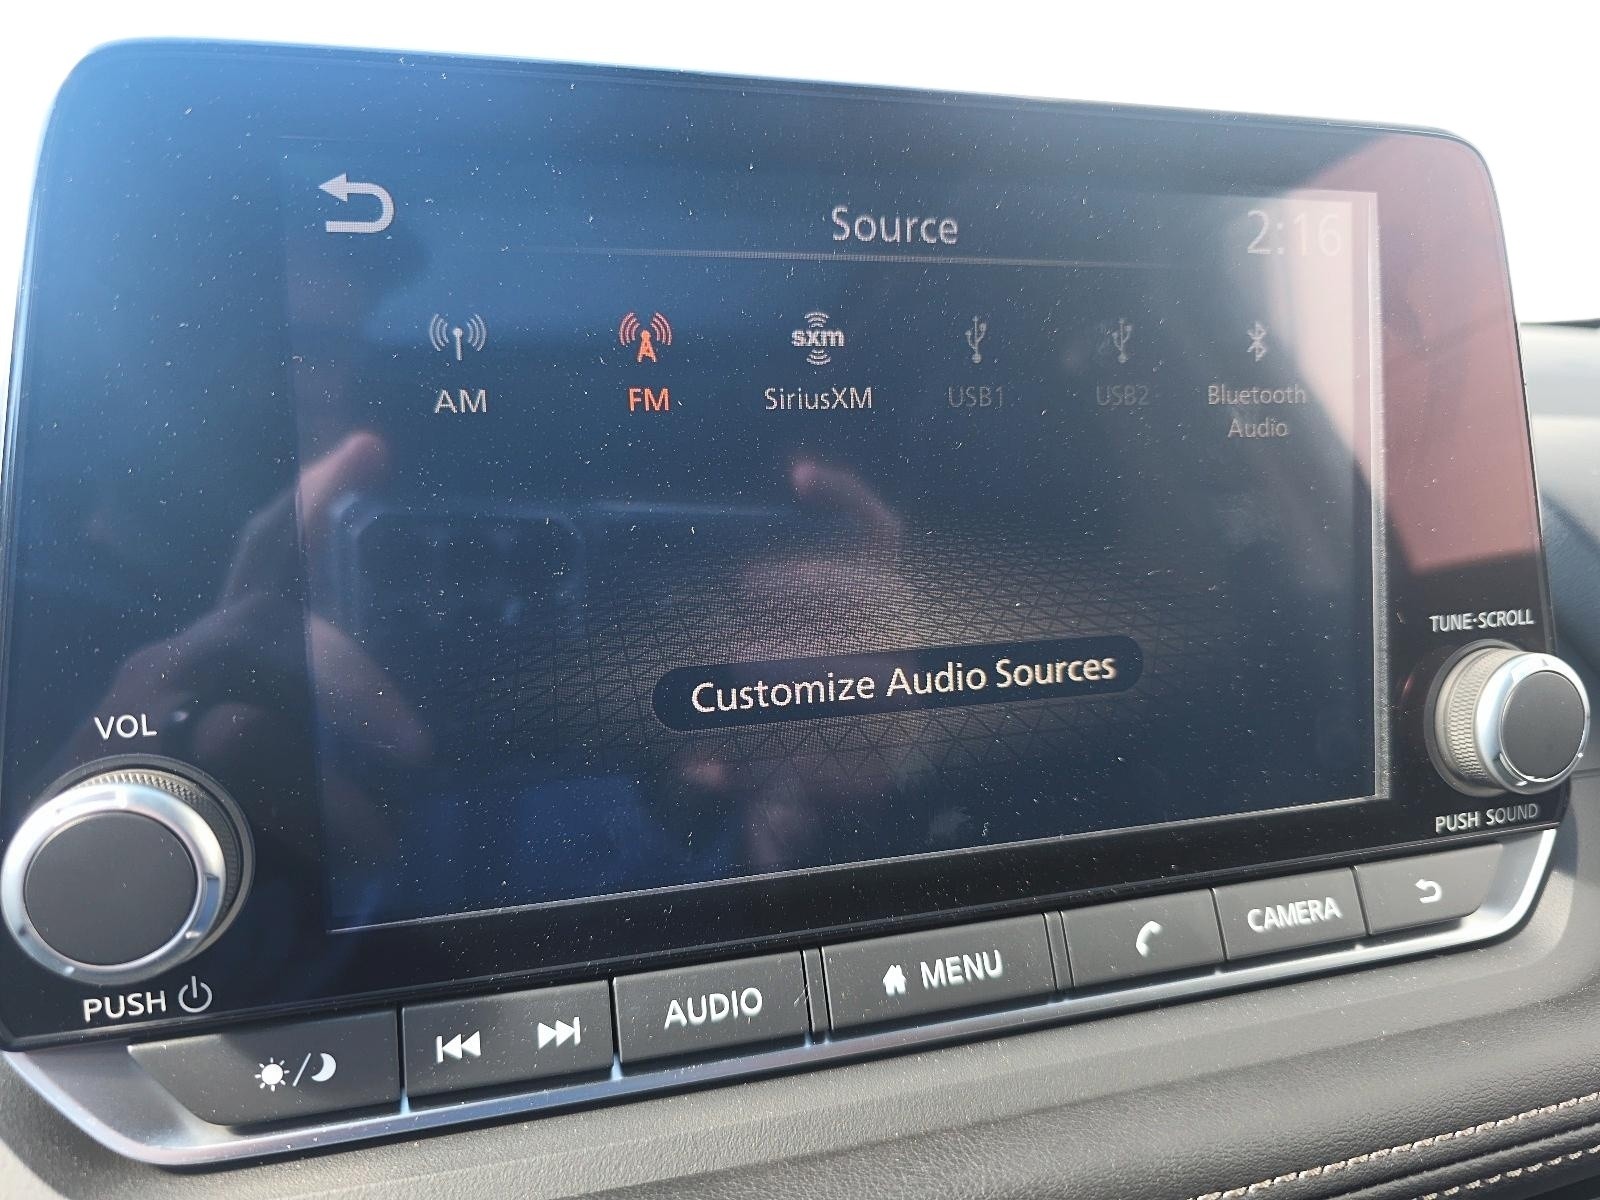 Source
2:16
sxm
AM
FM
SiriusXM
USB1
USB2
Bluetooth
Audio
Customize Audio Sources
TUNE·SCROLL
VOL
PUSH SOUND
PUSH
AUDIO
MENU
CAMERA